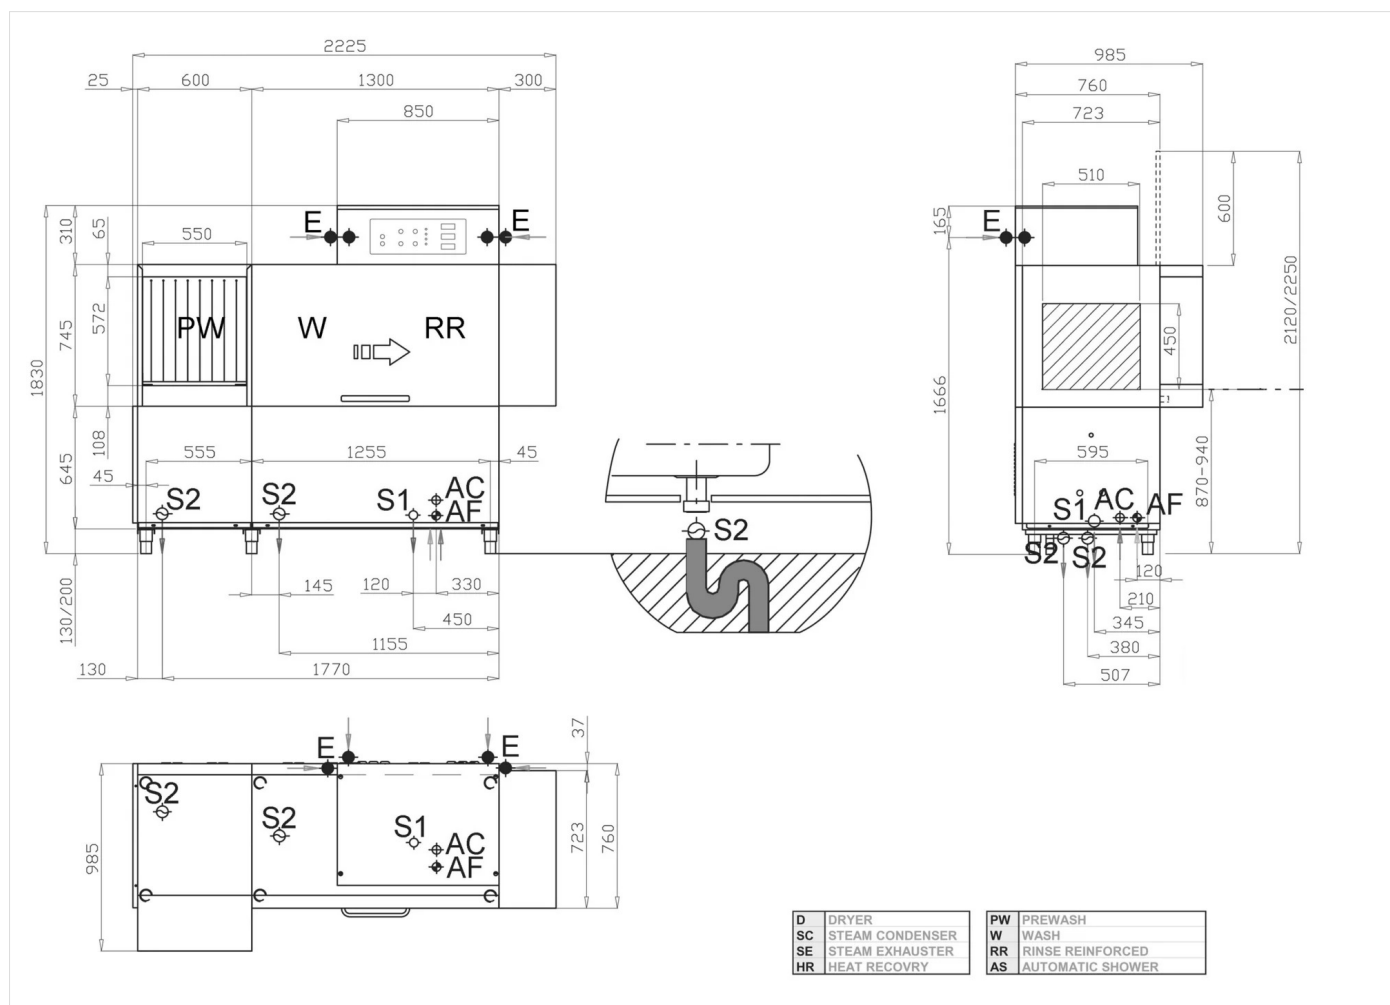 2225
25 600 1300 300
850
E E
310
65
550
1830
745
572
PW W RR
645
108
555 1255 45
45
S2 S2 S1 AC
AF
130/200
145 120 330
450
1155
130 1770
S2
985
760
723
510
600
165
E
2120/2250
450
1666
870-940
595
S1 AC AF
S2 S2
120
210
345
380
507
37
E E
S2
S2 S1 AC
AF
985
723
760
D DRYER
SC STEAM CONDENSER
SE STEAM EXHAUSTER
HR HEAT RECOVRY
PW PREWASH
W WASH
RR RINSE REINFORCED
AS AUTOMATIC SHOWER